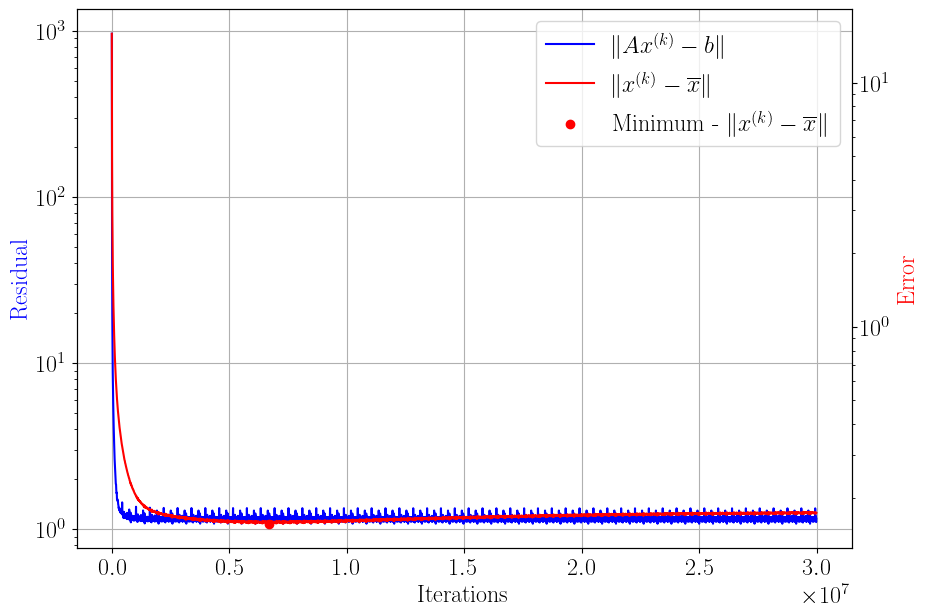 ‖Ax^{(k)} − b‖
‖x^{(k)} − x̅‖
Minimum - ‖x^{(k)} − x̅‖
10^3
10^2
10^1
10^0
Residual
10^1
10^0
Error
0.0 0.5 1.0 1.5 2.0 2.5 3.0
Iterations
×10^7